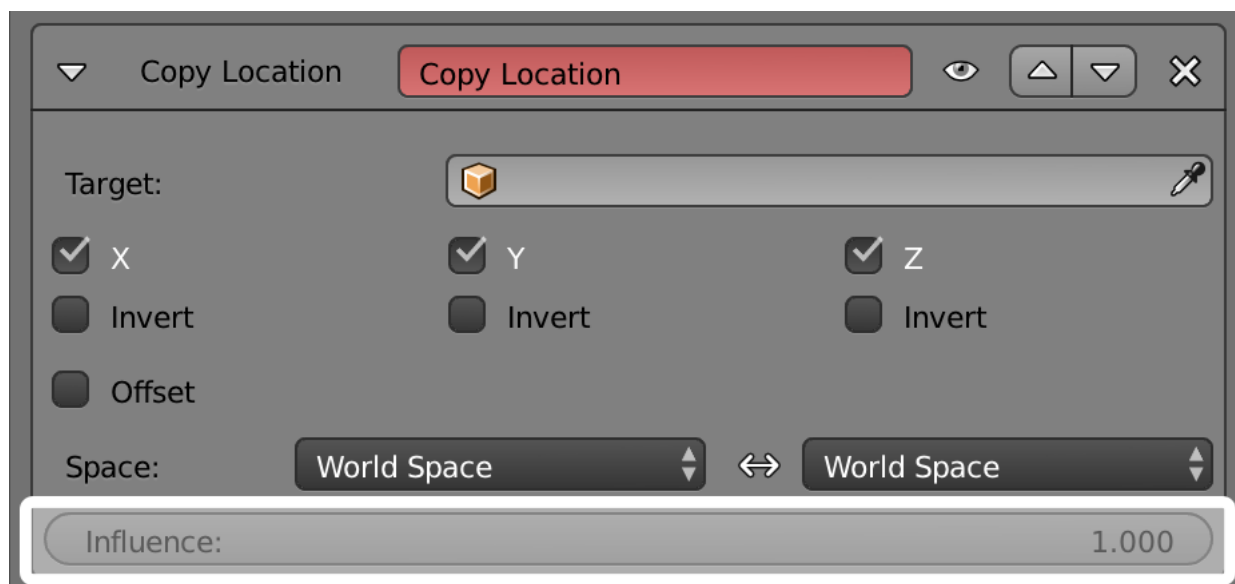 Copy Location Copy Location
Target:
X Y Z
Invert Invert Invert
Offset
Space: World Space World Space
Influence: 1.000